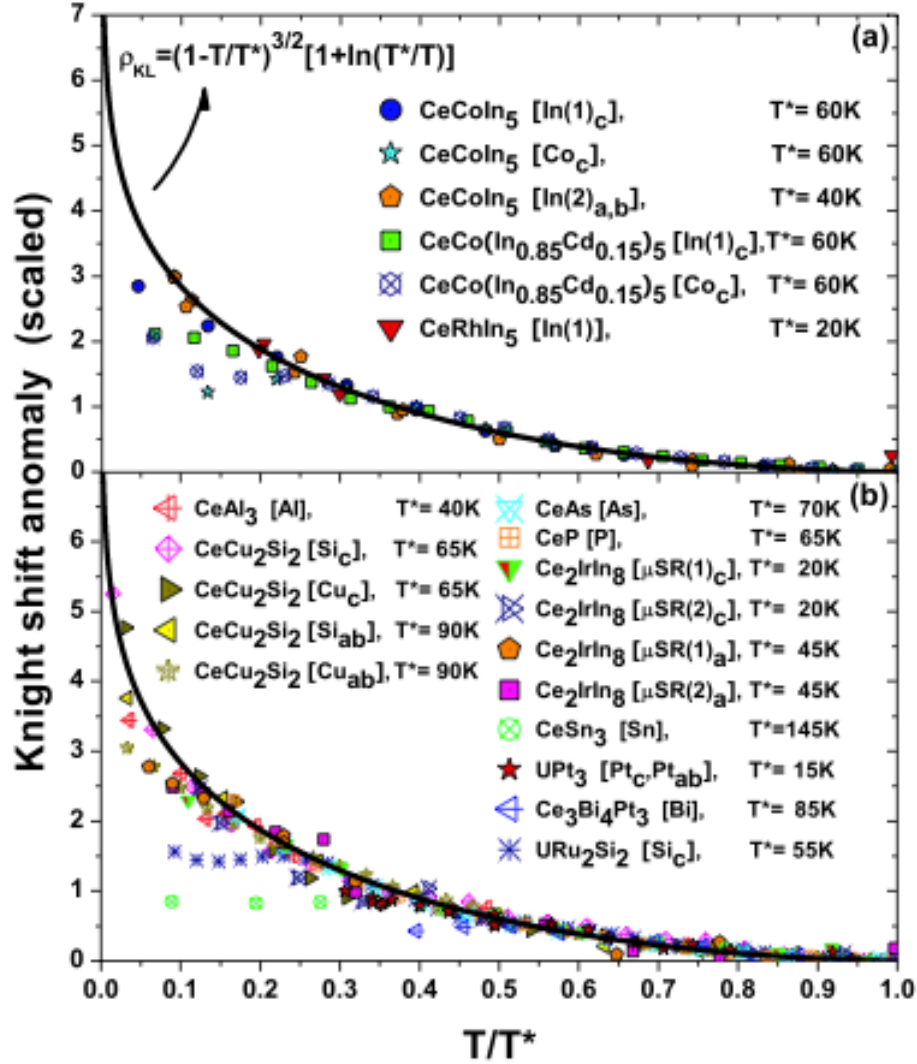 Knight shift anomaly (scaled)
7
6
5
4
3
2
1
0
(a)
ρKL=(1-T/T*)3/2[1+ln(T*/T)]
CeCoIn5 [In(1)c], T*= 60K
CeCoIn5 [Coc], T*= 60K
CeCoIn5 [In(2)a,b], T*= 40K
CeCo(In0.85Cd0.15)5 [In(1)c],T*= 60K
CeCo(In0.85Cd0.15)5 [Coc], T*= 60K
CeRhIn5 [In(1)], T*= 20K
6
5
4
3
2
1
0
(b)
CeAl3 [Al], T*= 40K
CeCu2Si2 [Sic], T*= 65K
CeCu2Si2 [Cuc], T*= 65K
CeCu2Si2 [Siab], T*= 90K
CeCu2Si2 [Cuab], T*= 90K
CeAs [As], T*= 70K
CeP [P], T*= 65K
Ce2IrIn8 [μSR(1)c], T*= 20K
Ce2IrIn8 [μSR(2)c], T*= 20K
Ce2IrIn8 [μSR(1)a], T*= 45K
Ce2IrIn8 [μSR(2)a], T*= 45K
CeSn3 [Sn], T*=145K
UPt3 [Ptc,Ptab], T*= 15K
Ce3Bi4Pt3 [Bi], T*= 85K
URu2Si2 [Sic], T*= 55K
0.0 0.1 0.2 0.3 0.4 0.5 0.6 0.7 0.8 0.9 1.0
T/T*